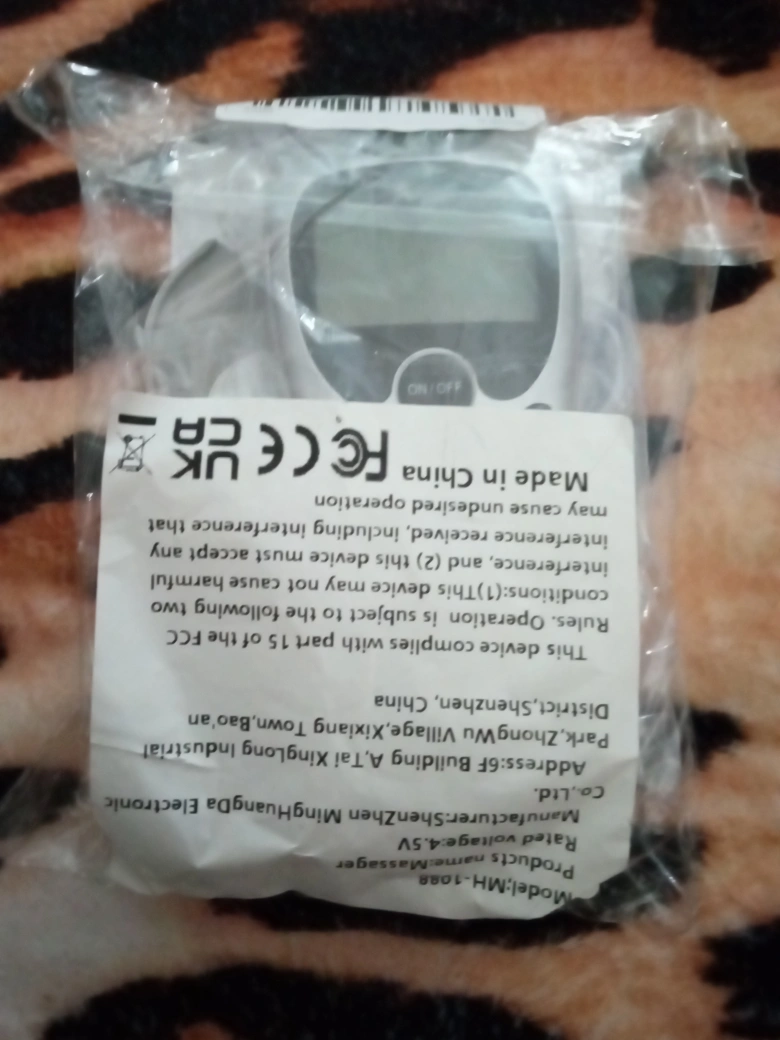 Model;MH-1088
Products name:Massager
Rated voltage:4.5V
Manufacturer:ShenZhen MingHuangDa Electronic
Co.,Ltd.
Address:6F Building A,Tai XingLong Industrial
Park,ZhongWu Village,Xixiang Town,Bao'an
District,Shenzhen, China
This device complies with part 15 of the FCC
Rules. Operation is subject to the following two
conditions:(1)This device may not cause harmful
interference, and (2) this device must accept any
interference received, including interference that
may cause undesired operation
Made in China FC CE UK CA
ON/OFF